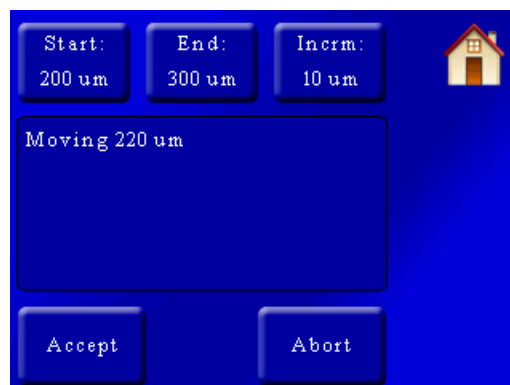 Start:
200 um
End:
300 um
Incrm:
10 um
Moving 220 um
Accept
Abort